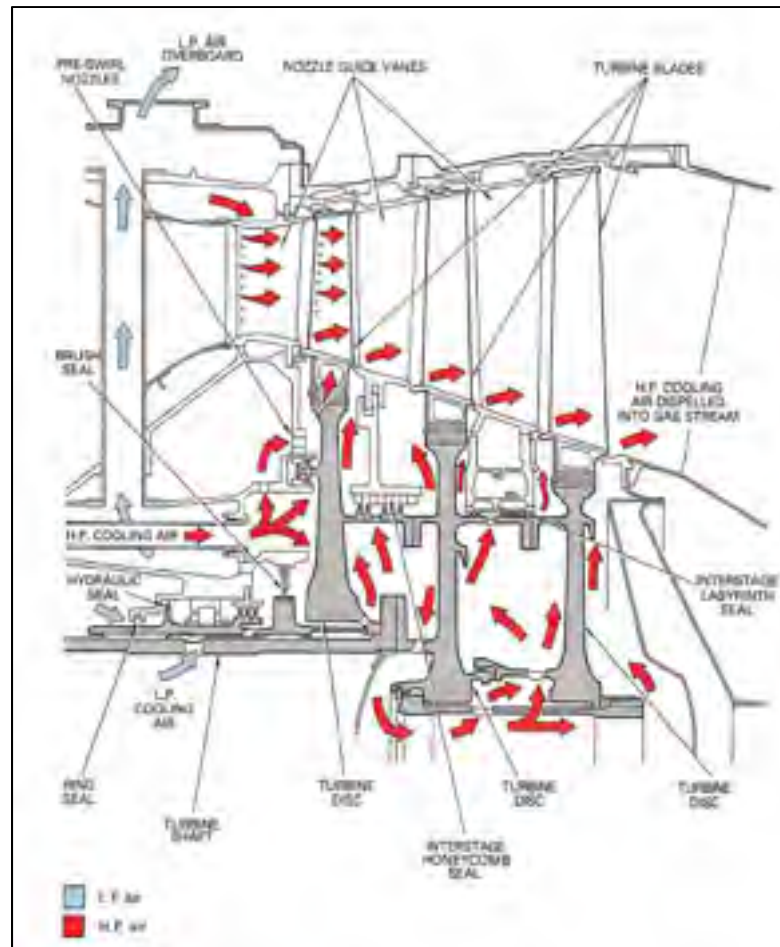 L.P. AIR
OVERBOARD
PRE-SWIRL
NOZZLES
NOZZLE GUIDE VANES
TURBINE BLADES
BRUSH
SEAL
H.P. COOLING
AIR DISPELLED
INTO GAS STREAM
H.P. COOLING AIR
HYDRAULIC
SEAL
INTERSTAGE
LABYRINTH
SEAL
L.P.
COOLING
AIR
RING
SEAL
TURBINE
SHAFT
TURBINE
DISC
INTERSTAGE
HONEYCOMB
SEAL
TURBINE
DISC
TURBINE
DISC
L.P. air
H.P. air